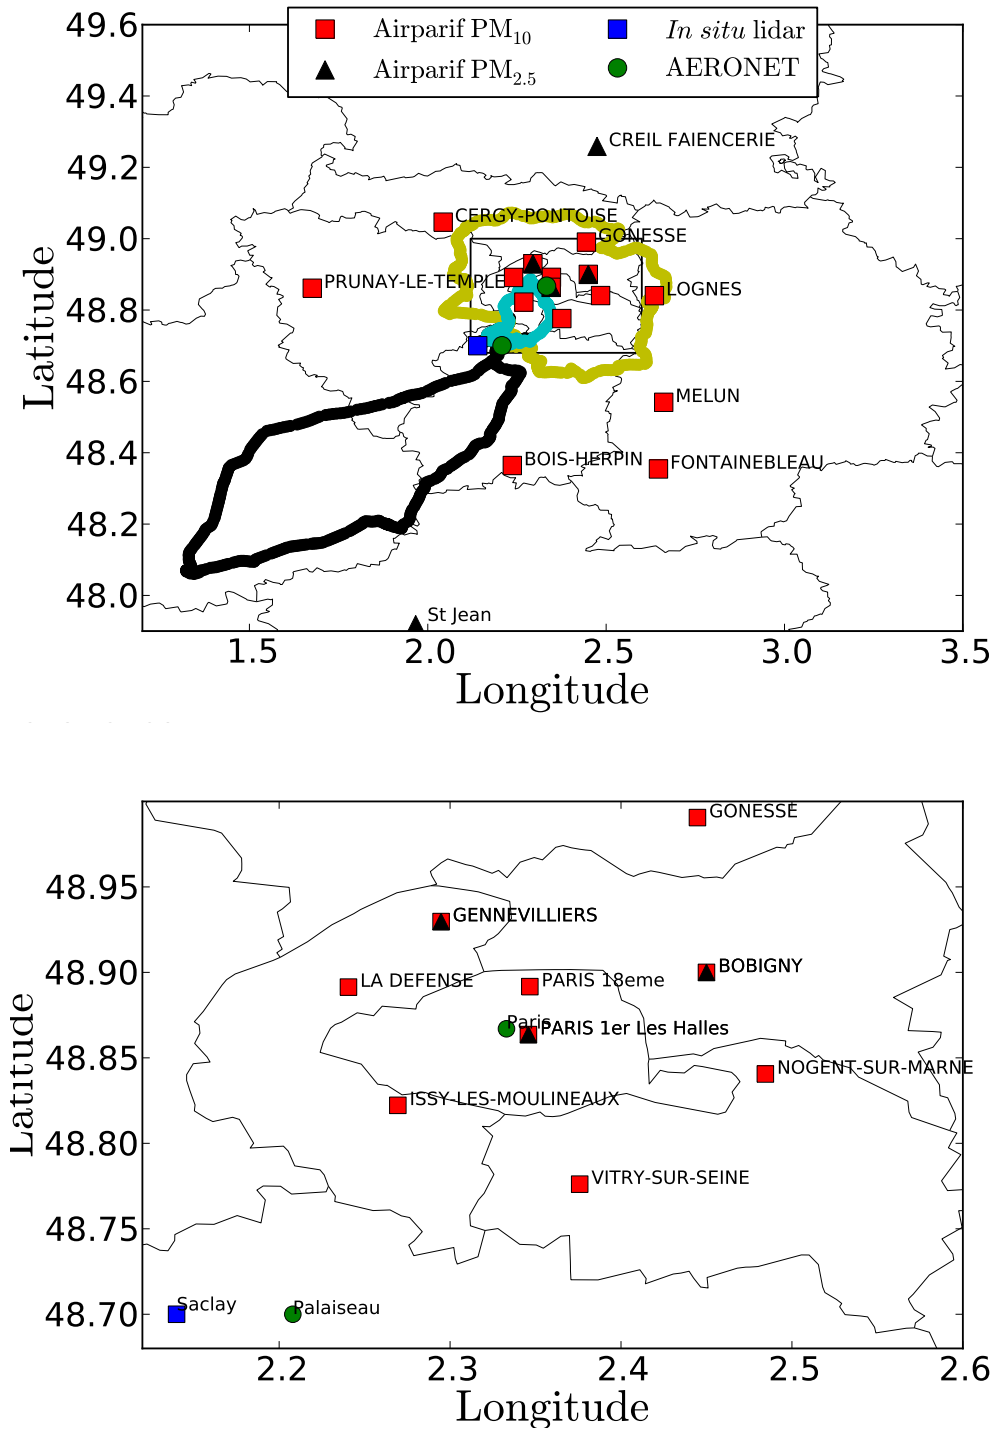 Airparif PM10
In situ lidar
Airparif PM2.5
AERONET
49.6
49.4
49.2
49.0
48.8
48.6
48.4
48.2
48.0
Latitude
CREIL FAIENCERIE
CERGY-PONTOISE
GONESSE
PRUNAY-LE-TEMPLE
LOGNES
MELUN
BOIS-HERPIN
FONTAINEBLEAU
St Jean
1.5 2.0 2.5 3.0 3.5
Longitude
48.95
48.90
48.85
48.80
48.75
48.70
Latitude
GONESSE
GENNEVILLIERS
BOBIGNY
LA DEFENSE
PARIS 18eme
Paris
PARIS 1er Les Halles
NOGENT-SUR-MARNE
ISSY-LES-MOULINEAUX
VITRY-SUR-SEINE
Saclay
Palaiseau
2.2 2.3 2.4 2.5 2.6
Longitude